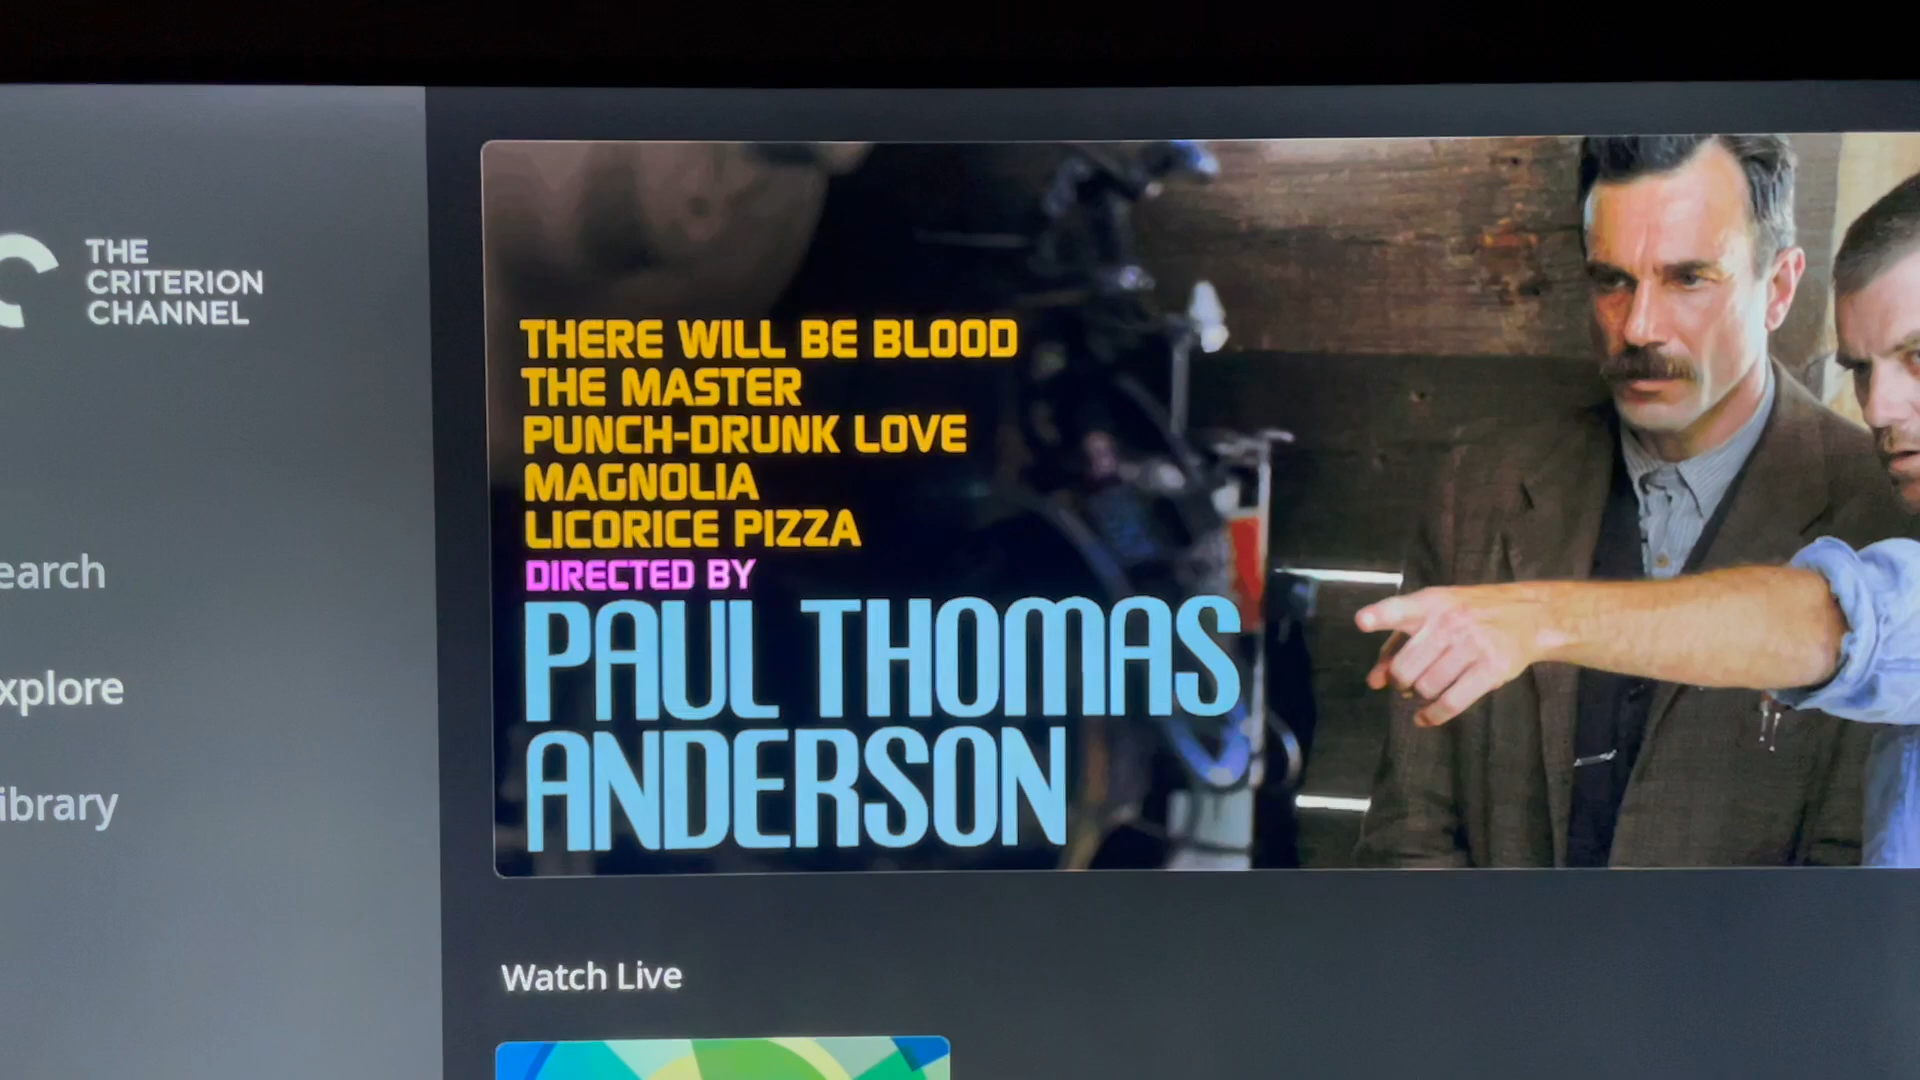 THE
CRITERION
CHANNEL
earch
xplore
ibrary
THERE WILL BE BLOOD
THE MASTER
PUNCH-DRUNK LOVE
MAGNOLIA
LICORICE PIZZA
DIRECTED BY
PAUL THOMAS
ANDERSON
Watch Live